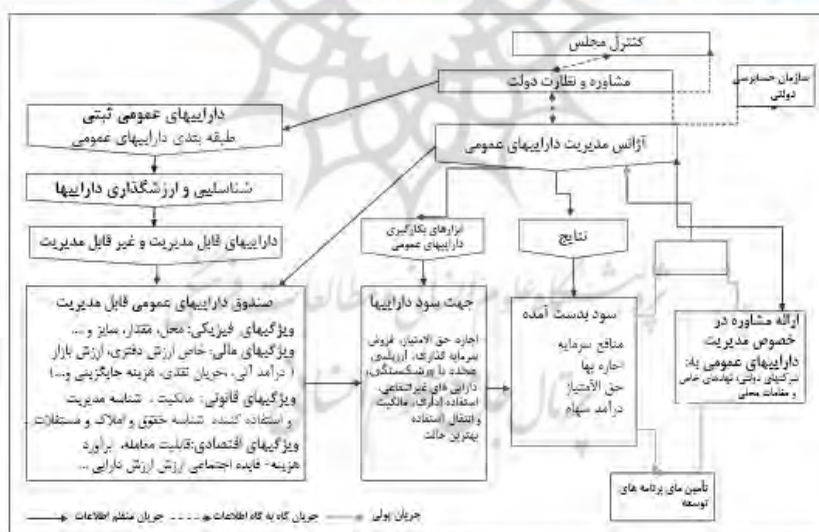 کنترل مجلس
مشاوره و نظارت دولت
سازمان حسابرسی
دولتی
داراییهای عمومی ثبتی
طبقه بندی داراییهای عمومی
آژانس مدیریت داراییهای عمومی
شناسایی و ارزشگذاری داراییها
داراییهای قابل مدیریت و غیر قابل مدیریت
ابزارهای بکارگیری
داراییهای عمومی
نتایج
صندوق داراییهای عمومی قابل مدیریت
ویژگیهای فیزیکی: محل، مقدار، سایز و ...
ویژگیهای مالی: خاص ارزش دفتری، ارزش بازار
( درآمد آتی، جریان نقدی، هزینه جایگزینی و...)
ویژگیهای قانونی: مالکیت ، شناسه مدیریت
و استفاده کننده، شناسه حقوق و املاک و مستقلات
ویژگیهای اقتصادی: قابلیت معامله، برآورد
هزینه- فایده اجتماعی ارزش ارزش دارایی ...
جهت سود داراییها
اجاره حق الامتیاز، فروش
سرمایه گذاری، ارزیابی
مجدد یا ورشکستگی،
دارایی های غیرانتفاعی،
استفاده اداری، مالکیت
و انتقال استفاده
بهترین حالت
سود بدست آمده
منافع سرمایه
اجاره بها
حق الامتیاز
درآمد سهام
ارائه مشاوره در
خصوص مدیریت
داراییهای عمومی به:
شرکتهای دولتی، نهادهای خاص
و مقامات محلی
تأمین مای برنامه های
توسعه
جریان پولی
جریان گاه به گاه اطلاعات
جریان منظم اطلاعات